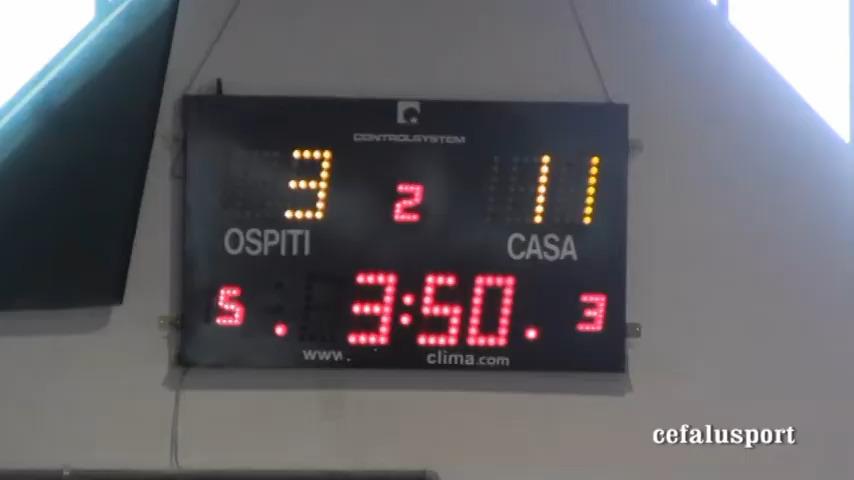 CONTROLSYSTEM
3 2 11
OSPITI CASA
5 3:50 3
www. clima.com
cefalusport